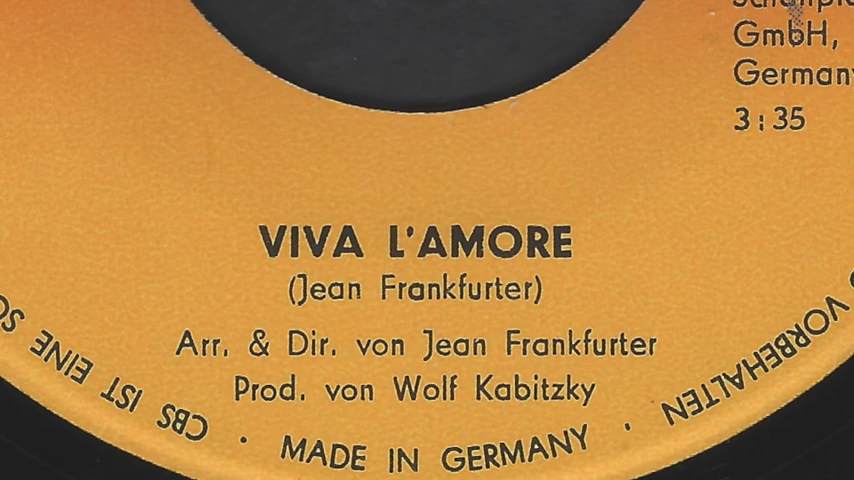 GmbH,
3:35
VIVA L'AMORE
(Jean Frankfurter)
Arr. & Dir. von Jean Frankfurter
Prod. von Wolf Kabitzky
CBS IST EINE
· MADE IN GERMANY ·
VORBEHALTEN